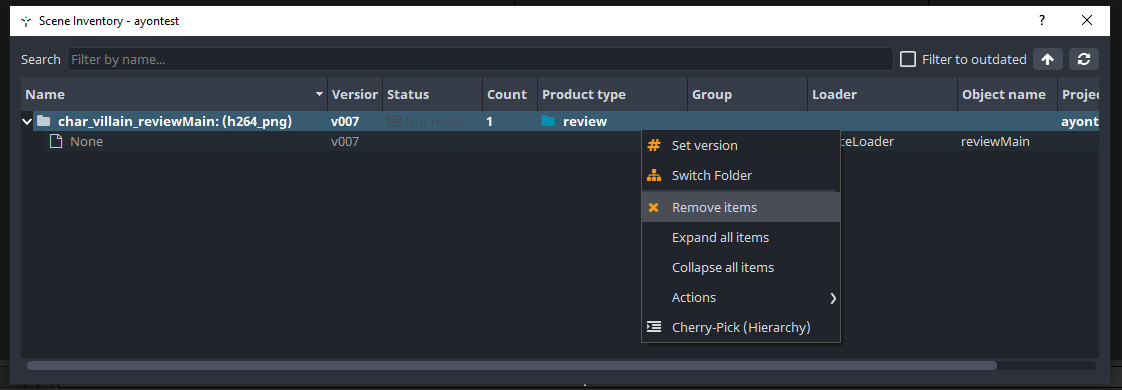 Scene Inventory - ayontest
?
Search
Filter by name...
Filter to outdated
Name
Version
Status
Count
Product type
Group
Loader
Object name
Projec
char_villain_reviewMain: (h264_png)
v007
Not ready
1
review
ayont
None
v007
ceLoader
reviewMain
Set version
Switch Folder
Remove items
Expand all items
Collapse all items
Actions
Cherry-Pick (Hierarchy)